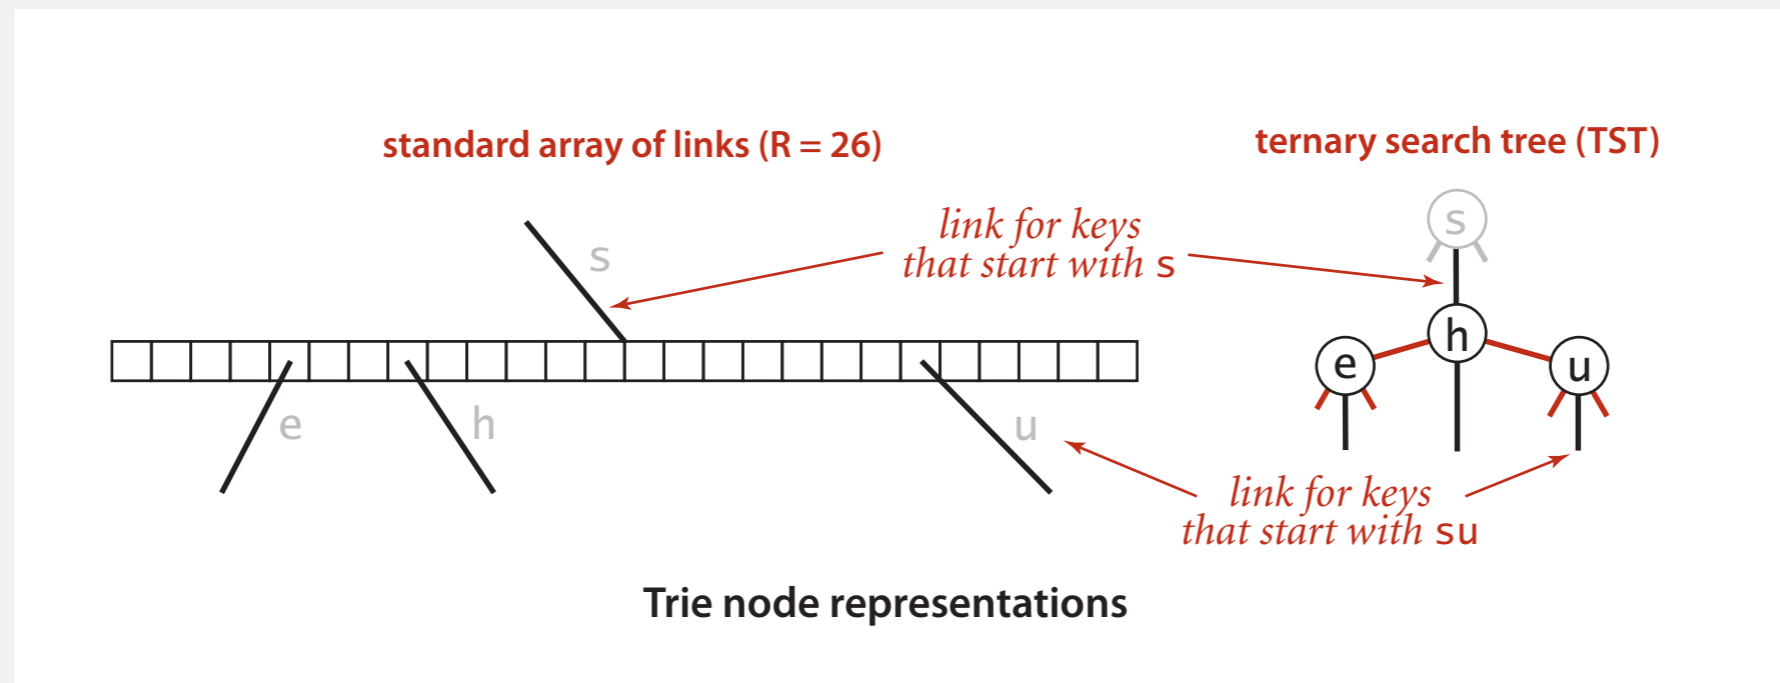 standard array of links (R = 26)
ternary search tree (TST)
s
link for keys
that start with s
s
h
e
u
e
h
u
link for keys
that start with su
Trie node representations